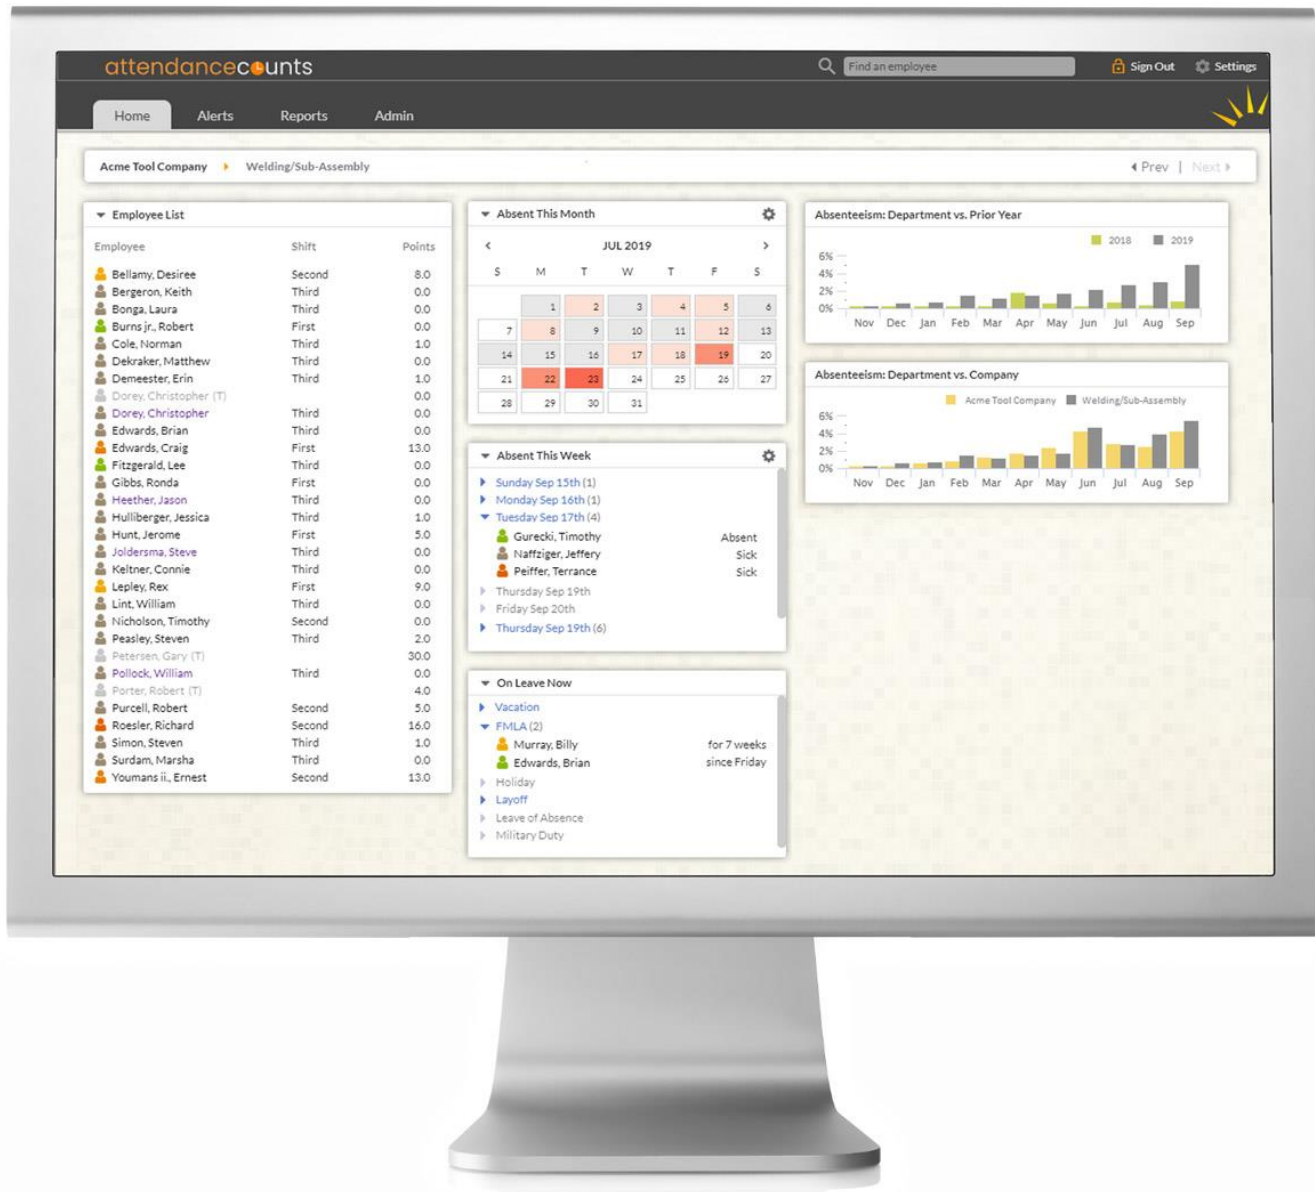 attendancecounts
Find an employee
Sign Out
Settings
Home Alerts Reports Admin
Acme Tool Company Welding/Sub-Assembly
Prev | Next
Employee List
Employee Shift Points
Bellamy, Desiree Second 8.0
Bergeron, Keith Third 0.0
Bonga, Laura Third 0.0
Burns jr., Robert First 0.0
Cole, Norman Third 1.0
Dekraker, Matthew Third 0.0
Demeester, Erin Third 1.0
Dorey, Christopher (T) 0.0
Dorey, Christopher Third 0.0
Edwards, Brian Third 0.0
Edwards, Craig First 13.0
Fitzgerald, Lee Third 0.0
Gibbs, Ronda First 0.0
Heether, Jason Third 0.0
Hulliberger, Jessica Third 1.0
Hunt, Jerome First 5.0
Joldersma, Steve Third 0.0
Keltner, Connie Third 0.0
Lepley, Rex First 9.0
Lint, William Third 0.0
Nicholson, Timothy Second 0.0
Peasley, Steven Third 2.0
Petersen, Gary (T) 30.0
Pollock, William Third 0.0
Porter, Robert (T) 4.0
Purcell, Robert Second 5.0
Roesler, Richard Second 16.0
Simon, Steven Third 1.0
Surdam, Marsha Third 0.0
Youmans ii., Ernest Second 13.0
Absent This Month
JUL 2019
S M T W T F S
1 2 3 4 5 6
7 8 9 10 11 12 13
14 15 16 17 18 19 20
21 22 23 24 25 26 27
28 29 30 31
Absent This Week
Sunday Sep 15th (1)
Monday Sep 16th (1)
Tuesday Sep 17th (4)
Gurecki, Timothy Absent
Naffziger, Jeffery Sick
Peiffer, Terrance Sick
Thursday Sep 19th
Friday Sep 20th
Thursday Sep 19th (6)
On Leave Now
Vacation
FMLA (2)
Murray, Billy for 7 weeks
Edwards, Brian since Friday
Holiday
Layoff
Leave of Absence
Military Duty
Absenteeism: Department vs. Prior Year
2018 2019
6%
4%
2%
0%
Nov Dec Jan Feb Mar Apr May Jun Jul Aug Sep
Absenteeism: Department vs. Company
Acme Tool Company Welding/Sub-Assembly
6%
4%
2%
0%
Nov Dec Jan Feb Mar Apr May Jun Jul Aug Sep